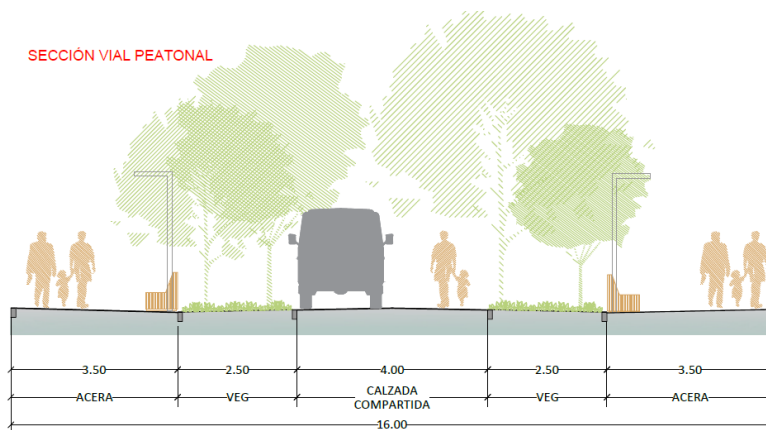 SECCIÓN VIAL PEATONAL
3.50 2.50 4.00 2.50 3.50
ACERA VEG CALZADA COMPARTIDA VEG ACERA
16.00